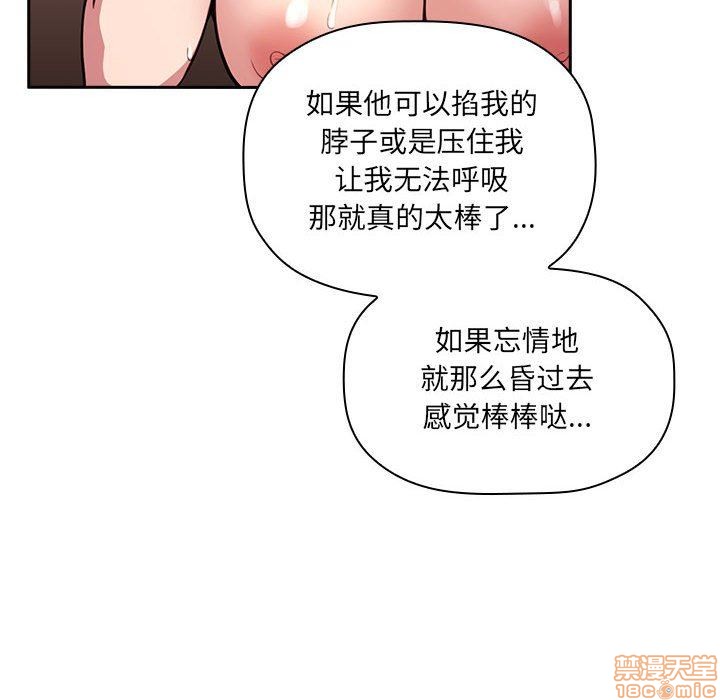 如果他可以掐我的
脖子或是压住我
让我无法呼吸
那就真的太棒了...
如果忘情地
就那么昏过去
感觉棒棒哒...
禁漫天堂
18COMIC